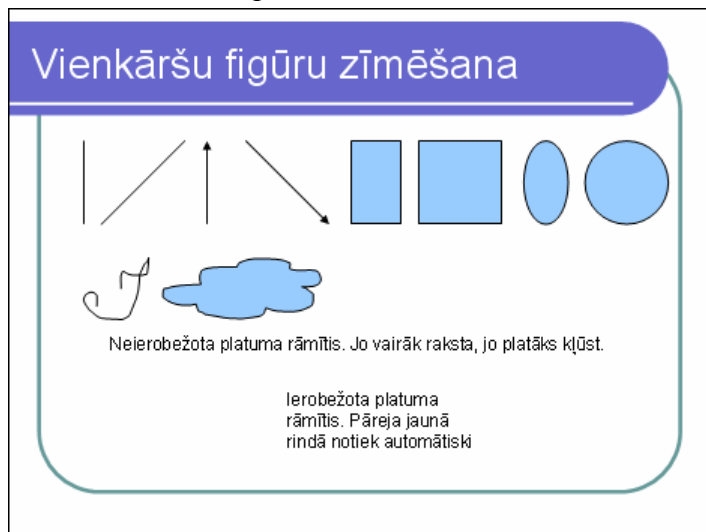 Vienkāršu figūru zīmēšana
Neierobežota platuma rāmītis. Jo vairāk raksta, jo platāks kļūst.
Ierobežota platuma
rāmītis. Pāreja jaunā
rindā notiek automātiski